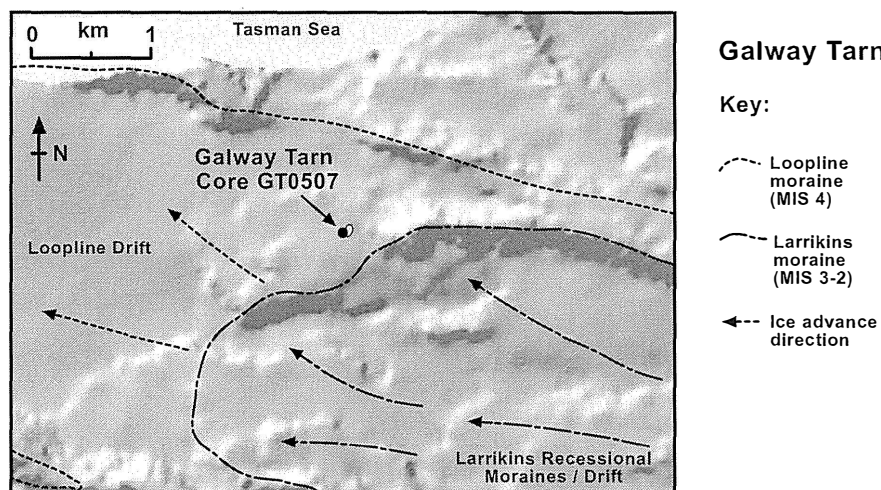 0 km 1
Tasman Sea
N
Galway Tarn
Core GT0507
Loopline Drift
Larrikins Recessional
Moraines / Drift
Galway Tarn
Key:
Loopline
moraine
(MIS 4)
Larrikins
moraine
(MIS 3-2)
Ice advance
direction